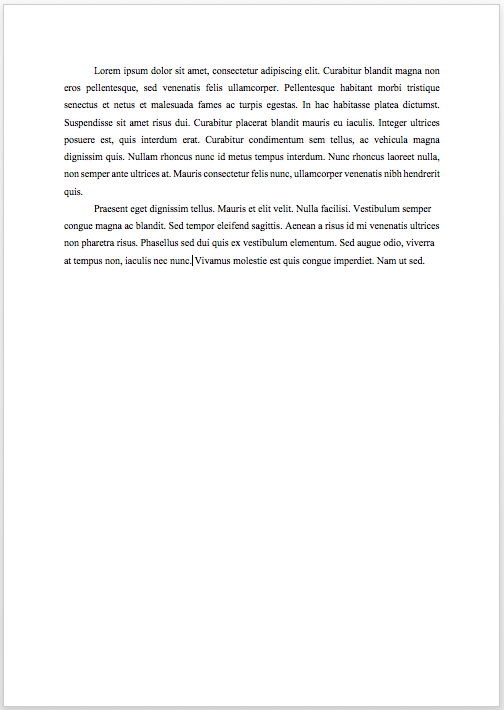 Lorem ipsum dolor sit amet, consectetur adipiscing elit. Curabitur blandit magna non
eros pellentesque, sed venenatis felis ullamcorper. Pellentesque habitant morbi tristique
senectus et netus et malesuada fames ac turpis egestas. In hac habitasse platea dictumst.
Suspendisse sit amet risus dui. Curabitur placerat blandit mauris eu iaculis. Integer ultrices
posuere est, quis interdum erat. Curabitur condimentum sem tellus, ac vehicula magna
dignissim quis. Nullam rhoncus nunc id metus tempus interdum. Nunc rhoncus laoreet nulla,
non semper ante ultrices at. Mauris consectetur felis nunc, ullamcorper venenatis nibh hendrerit
quis.
Praesent eget dignissim tellus. Mauris et elit velit. Nulla facilisi. Vestibulum semper
congue magna ac blandit. Sed tempor eleifend sagittis. Aenean a risus id mi venenatis ultrices
non pharetra risus. Phasellus sed dui quis ex vestibulum elementum. Sed augue odio, viverra
at tempus non, iaculis nec nunc. Vivamus molestie est quis congue imperdiet. Nam ut sed.